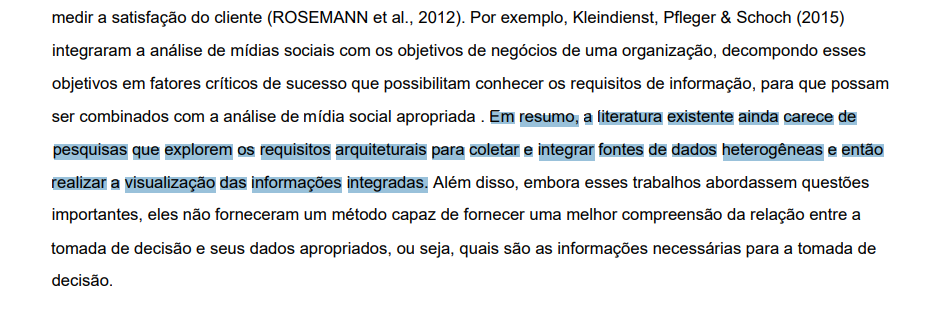 medir a satisfação do cliente (ROSEMANN et al., 2012). Por exemplo, Kleindienst, Pfleger & Schoch (2015)
integraram a análise de mídias sociais com os objetivos de negócios de uma organização, decompondo esses
objetivos em fatores críticos de sucesso que possibilitam conhecer os requisitos de informação, para que possam
ser combinados com a análise de mídia social apropriada . Em resumo, a literatura existente ainda carece de
pesquisas que explorem os requisitos arquiteturais para coletar e integrar fontes de dados heterogêneas e então
realizar a visualização das informações integradas. Além disso, embora esses trabalhos abordassem questões
importantes, eles não forneceram um método capaz de fornecer uma melhor compreensão da relação entre a
tomada de decisão e seus dados apropriados, ou seja, quais são as informações necessárias para a tomada de
decisão.